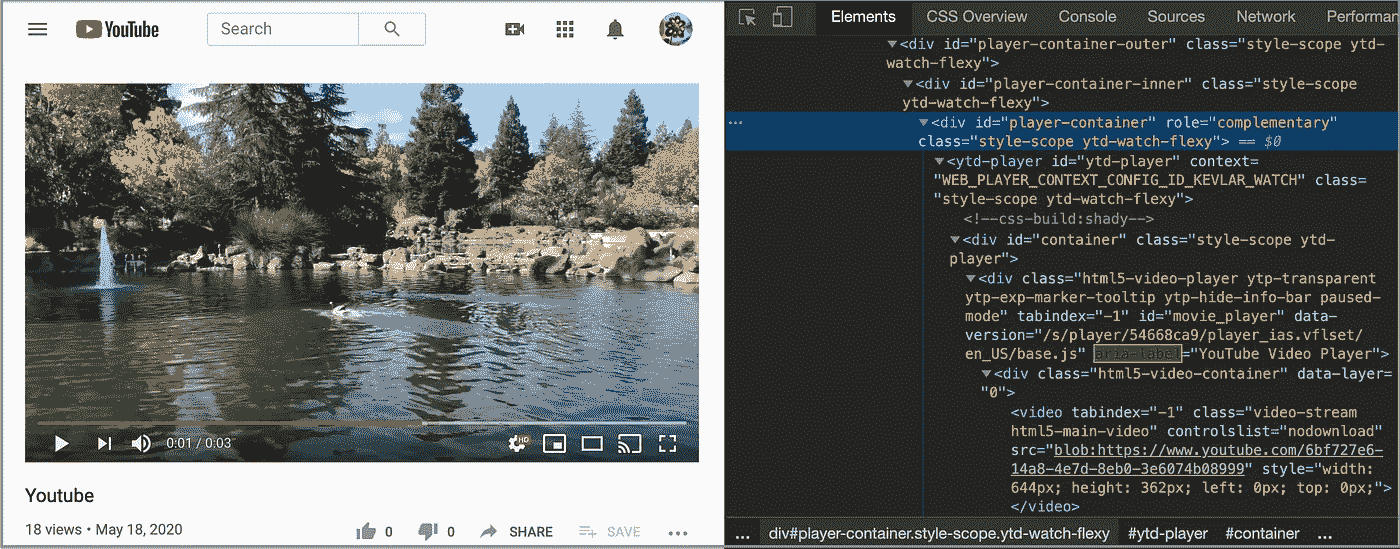 YouTube
Search
0:01 / 0:03
HD
Youtube
18 views • May 18, 2020
0
0
SHARE
SAVE
Elements CSS Overview Console Sources Network Performan
<div id="player-container-outer" class="style-scope ytd-
watch-flexy">
<div id="player-container-inner" class="style-scope
ytd-watch-flexy">
<div id="player-container" role="complementary"
class="style-scope ytd-watch-flexy"> == $0
<ytd-player id="ytd-player" context=
"WEB_PLAYER_CONTEXT_CONFIG_ID_KEVLAR_WATCH" class=
"style-scope ytd-watch-flexy">
<!--css-build:shady-->
<div id="container" class="style-scope ytd-
player">
<div class="html5-video-player ytp-transparent
ytp-exp-marker-tooltip ytp-hide-info-bar paused-
mode" tabindex="-1" id="movie_player" data-
version="/s/player/54668ca9/player_ias.vflset/
en_US/base.js" aria-label="YouTube Video Player">
<div class="html5-video-container" data-layer=
"0">
<video tabindex="-1" class="video-stream
html5-main-video" controlslist="nodownload"
src="blob:https://www.youtube.com/6bf727e6-
14a8-4e7d-8eb0-3e6074b08999" style="width:
644px; height: 362px; left: 0px; top: 0px;">
</video>
... div#player-container.style-scope.ytd-watch-flexy #ytd-player #container ...